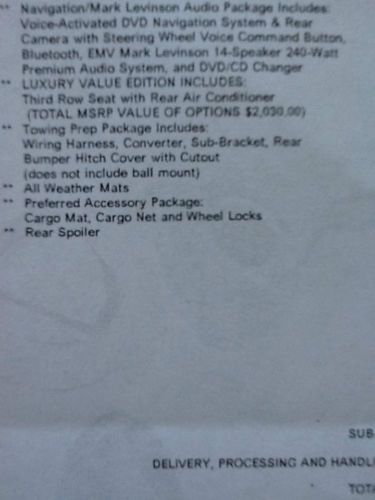 ** Navigation/Mark Levinson Audio Package Includes:
Voice-Activated DVD Navigation System & Rear
Camera with Steering Wheel Voice Command Button,
Bluetooth, EMV Mark Levinson 14-Speaker 240-Watt
Premium Audio System, and DVD/CD Changer
** LUXURY VALUE EDITION INCLUDES:
Third Row Seat with Rear Air Conditioner
(TOTAL MSRP VALUE OF OPTIONS $2,030.00)
** Towing Prep Package Includes:
Wiring Harness, Converter, Sub-Bracket, Rear
Bumper Hitch Cover with Cutout
(does not include ball mount)
** All Weather Mats
** Preferred Accessory Package:
Cargo Mat, Cargo Net and Wheel Locks
** Rear Spoiler
SUB
DELIVERY, PROCESSING AND HANDL
TOT